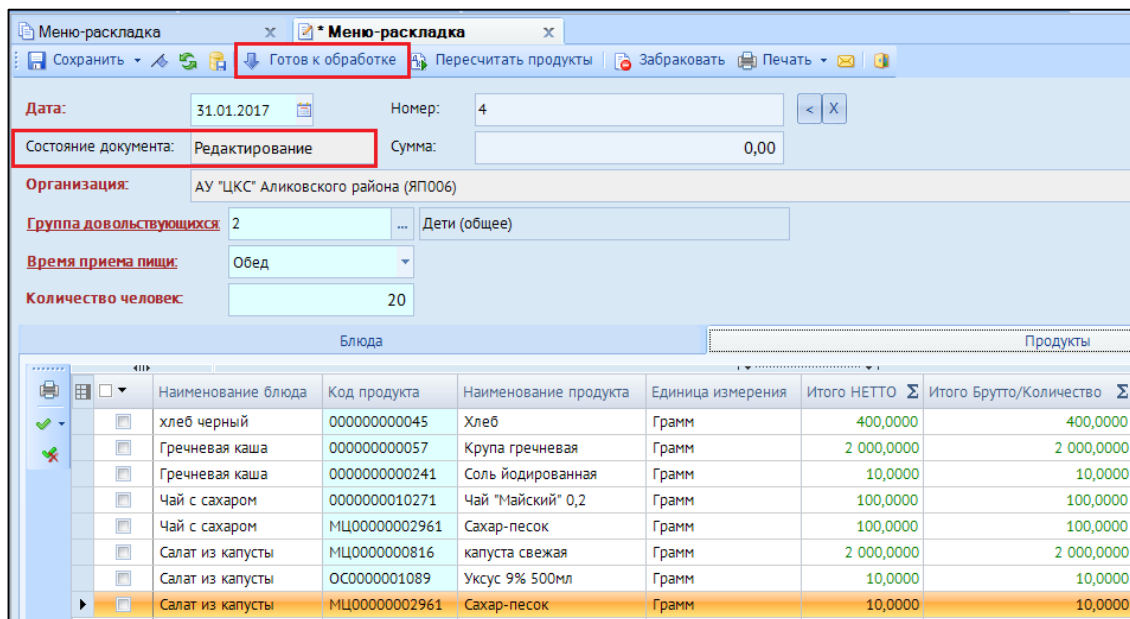 Меню-раскладка x * Меню-раскладка x
Сохранить Готов к обработке Пересчитать продукты Забраковать Печать
Дата: 31.01.2017 Номер: 4 < X
Состояние документа: Редактирование Сумма: 0,00
Организация: АУ "ЦКС" Аликовского района (ЯП006)
Группа довольствующихся: 2 ... Дети (общее)
Время приема пищи: Обед
Количество человек: 20
Блюда Продукты
Наименование блюда Код продукта Наименование продукта Единица измерения Итого НЕТТО Σ Итого Брутто/Количество Σ
хлеб черный 000000000045 Хлеб Грамм 400,0000 400,0000
Гречневая каша 000000000057 Крупа гречневая Грамм 2 000,0000 2 000,0000
Гречневая каша 0000000000241 Соль йодированная Грамм 10,0000 10,0000
Чай с сахаром 0000000010271 Чай "Майский" 0,2 Грамм 100,0000 100,0000
Чай с сахаром МЦ00000002961 Сахар-песок Грамм 100,0000 100,0000
Салат из капусты МЦ0000000816 капуста свежая Грамм 2 000,0000 2 000,0000
Салат из капусты ОС0000001089 Уксус 9% 500мл Грамм 10,0000 10,0000
Салат из капусты МЦ00000002961 Сахар-песок Грамм 10,0000 10,0000